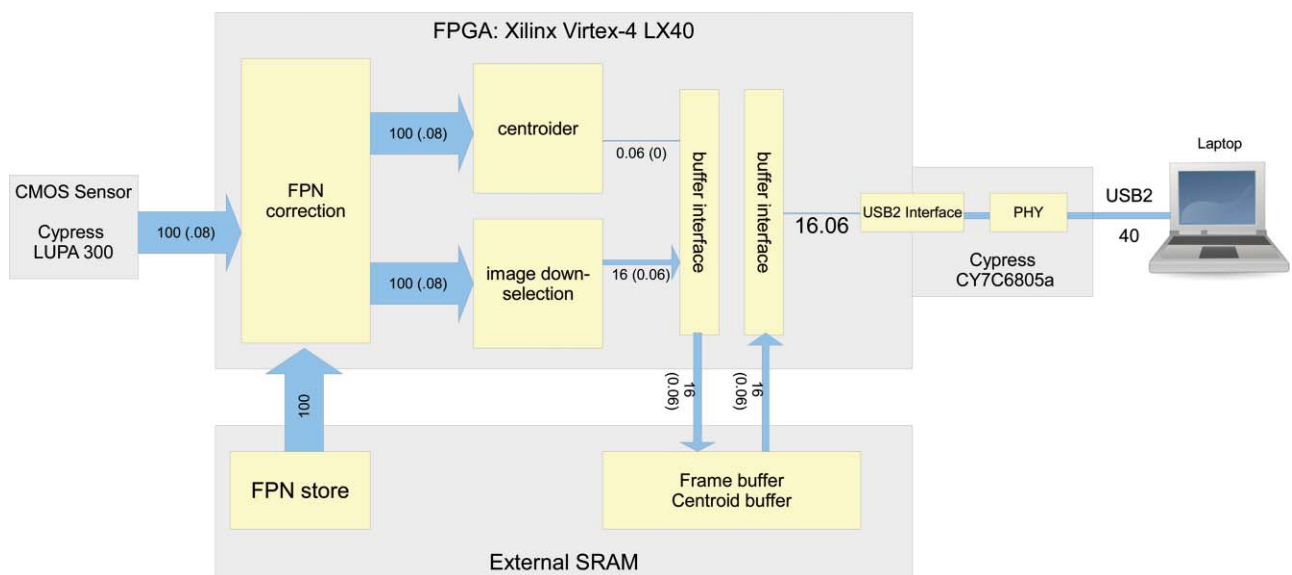 FPGA: Xilinx Virtex-4 LX40
CMOS Sensor
Cypress
LUPA 300
100 (.08)
FPN
correction
100 (.08)
100 (.08)
centroider
image down-
selection
0.06 (0)
16 (0.06)
buffer interface
buffer interface
16.06
USB2 Interface
PHY
Cypress
CY7C6805a
USB2
40
Laptop
100
16
(0.06)
16
(0.06)
FPN store
Frame buffer
Centroid buffer
External SRAM